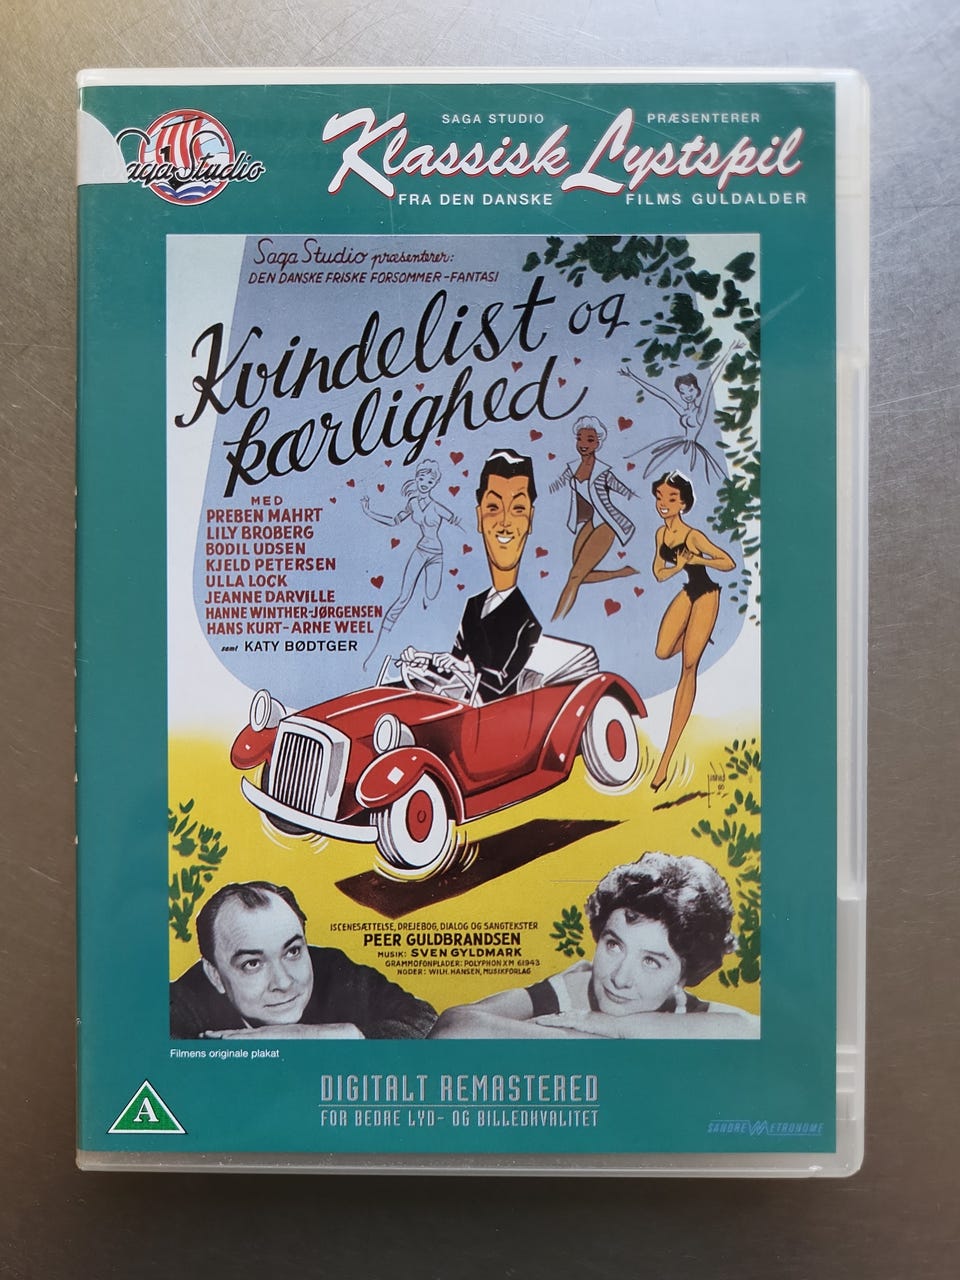 Saga Studio
SAGA STUDIO PRÆSENTERER
Klassisk Lystspil
FRA DEN DANSKE FILMS GULDALDER
Saga Studio præsenterer:
DEN DANSKE FRISKE FORSOMMER-FANTASI
Kvindelist og
kærlighed
MED
PREBEN MAHRT
LILY BROBERG
BODIL UDSEN
KJELD PETERSEN
ULLA LOCK
JEANNE DARVILLE
HANNE WINTHER-JØRGENSEN
HANS KURT-ARNE WEEL
samt KATY BØDTGER
ISCENESÆTTELSE, DREJEBOG, DIALOG OG SANGTEKSTER
PEER GULDBRANDSEN
MUSIK: SVEN GYLDMARK
GRAMMOFONPLADER: POLYPHON XM 61943
NODER: WILH. HANSEN, MUSIKFORLAG
Filmens originale plakat
DIGITALT REMASTERED
FOR BEDRE LYD- OG BILLEDKVALITET
A
SANDREW METRONOME